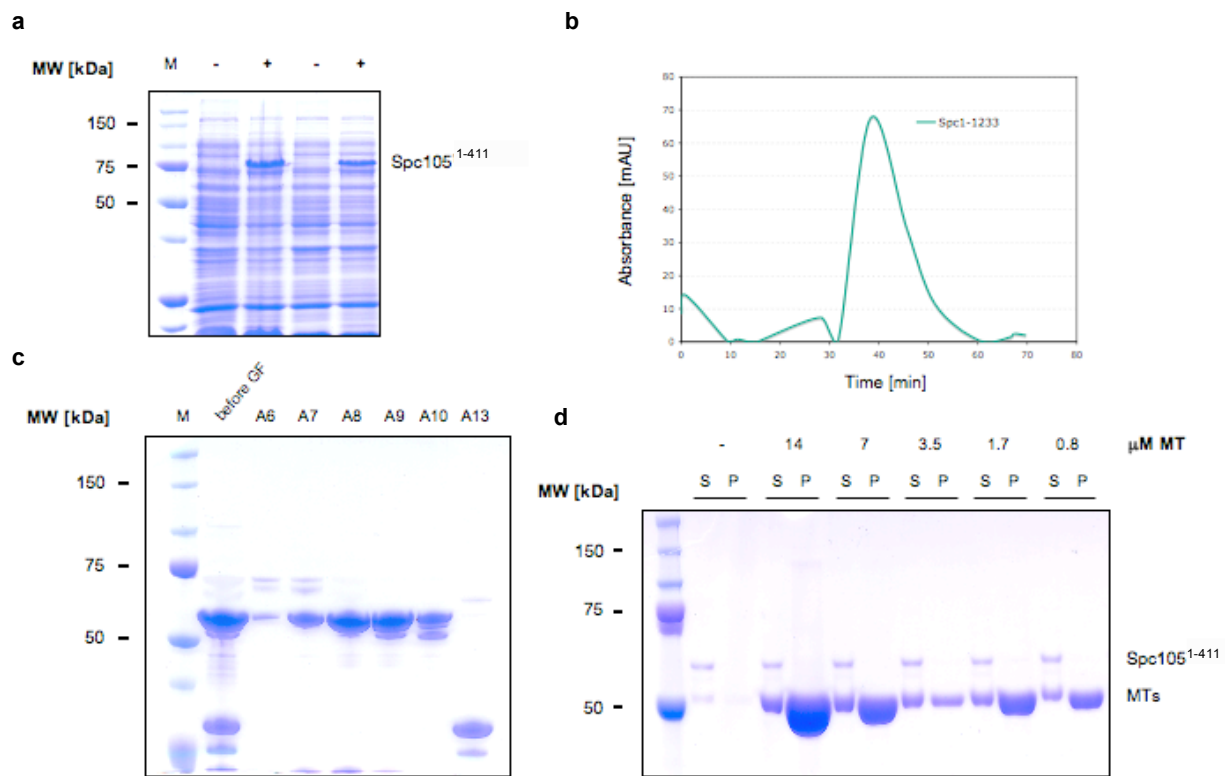 a
MW [kDa] M - + - +
150
75
50
Spc105 1-411
b
80
70
60
50
40
30
20
10
0
0 10 20 30 40 50 60 70 80
Absorbance [mAU]
Time [min]
Spc1-1233
c
MW [kDa] M before GF A6 A7 A8 A9 A10 A13
150
75
50
d
- 14 7 3.5 1.7 0.8 µM MT
S P S P S P S P S P S P
MW [kDa]
150
75
50
Spc105 1-411
MTs